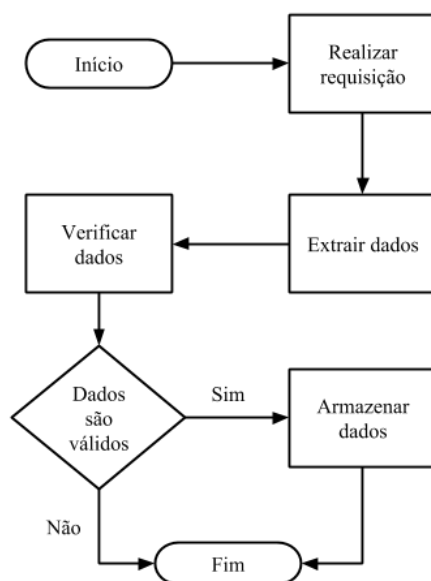 Início
Realizar
requisição
Extrair dados
Verificar
dados
Dados
são
válidos
Sim
Armazenar
dados
Não
Fim